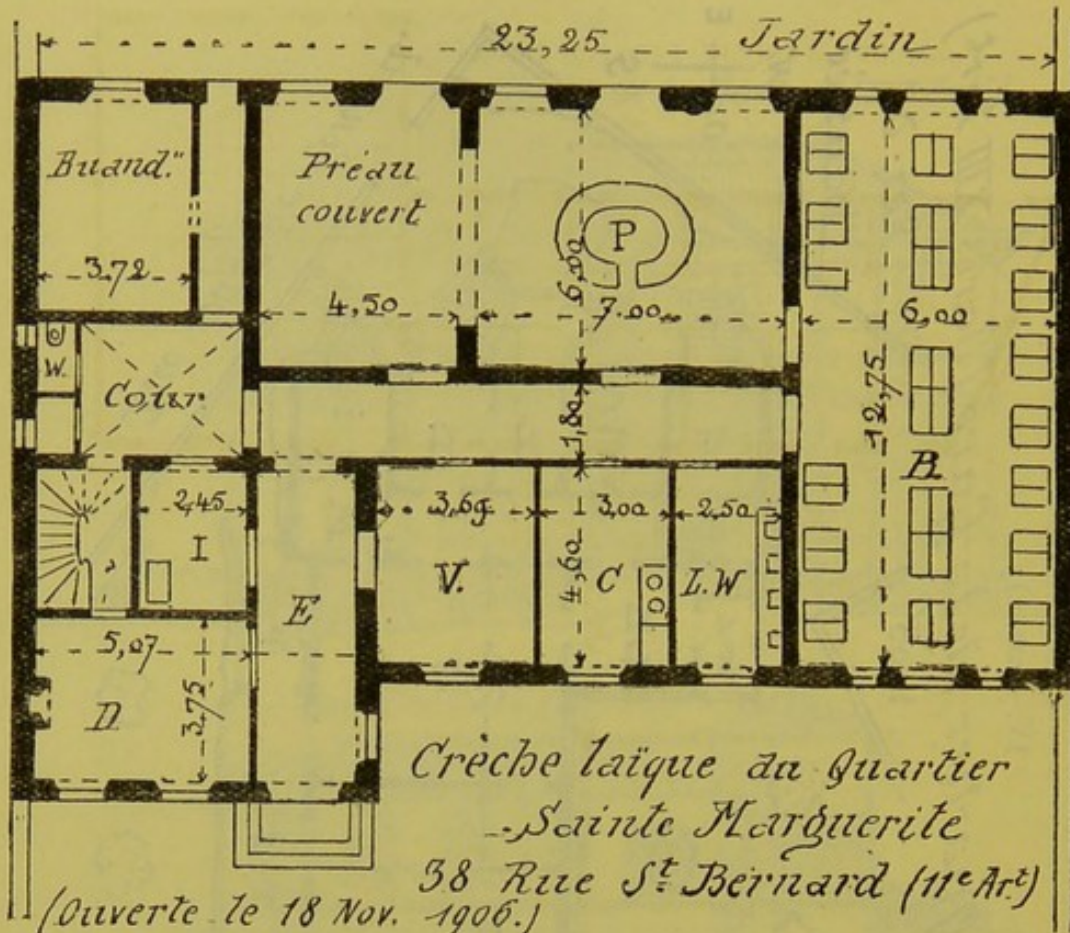 23,25 Jardin
Buand.''
Préau
couvert
P
3,72
4,50
6,00
7.00
6,00
W.
Cour
1,80
12,75
R
2,45
3,69
3,00
2,50
I
V.
4,60
C
L.W
E
5,07
D
3,75
Crèche laïque du Quartier
Sainte Marguerite
38 Rue St Bernard (11e Art)
(Ouverte le 18 Nov. 1906.)